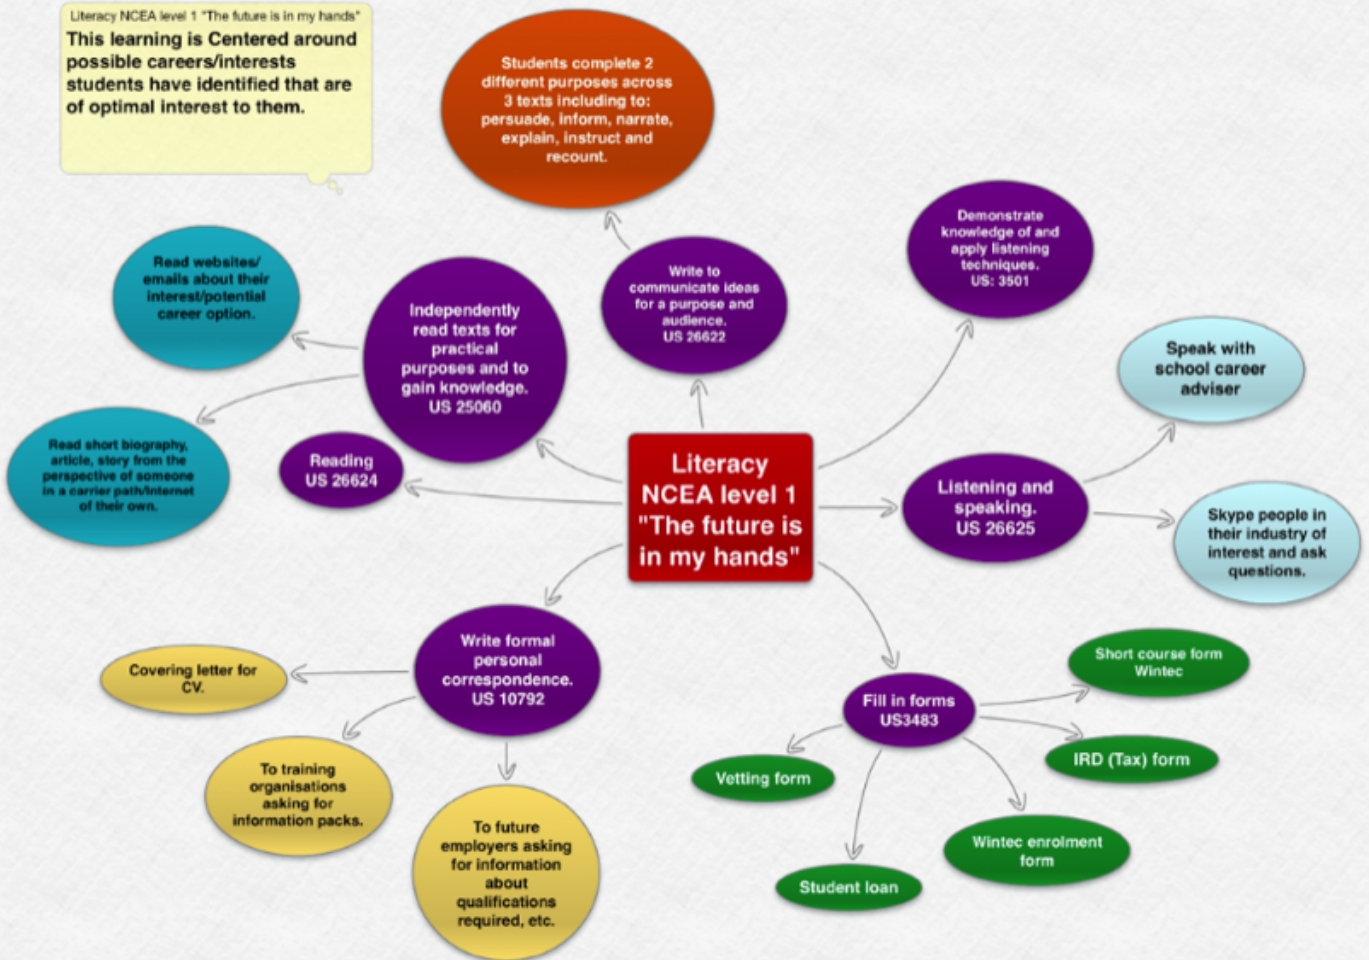 Literacy NCEA level 1 "The future is in my hands"
This learning is Centered around
possible careers/interests
students have identified that are
of optimal interest to them.
Students complete 2
different purposes across
3 texts including to:
persuade, inform, narrate,
explain, instruct and
recount.
Demonstrate
knowledge of and
apply listening
techniques.
US: 3501
Read websites/
emails about their
interest/potential
career option.
Independently
read texts for
practical
purposes and to
gain knowledge.
US 25060
Write to
communicate ideas
for a purpose and
audience.
US 26622
Speak with
school career
adviser
Read short biography,
article, story from the
perspective of someone
in a carrier path/internet
of their own.
Reading
US 26624
Literacy
NCEA level 1
"The future is
in my hands"
Listening and
speaking.
US 26625
Skype people in
their industry of
interest and ask
questions.
Write formal
personal
correspondence.
US 10792
Covering letter for
CV.
To training
organisations
asking for
information packs.
To future
employers asking
for information
about
qualifications
required, etc.
Fill in forms
US3483
Short course form
Wintec
IRD (Tax) form
Vetting form
Wintec enrolment
form
Student loan